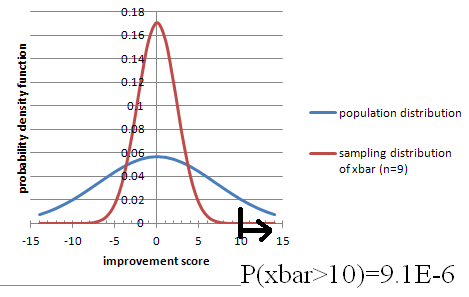 0.18
0.16
0.14
0.12
0.1
0.08
0.06
0.04
0.02
0
-15 -10 -5 0 5 10 15
probability density function
improvement score
population distribution
sampling distribution
of xbar (n=9)
P(xbar>10)=9.1E-6